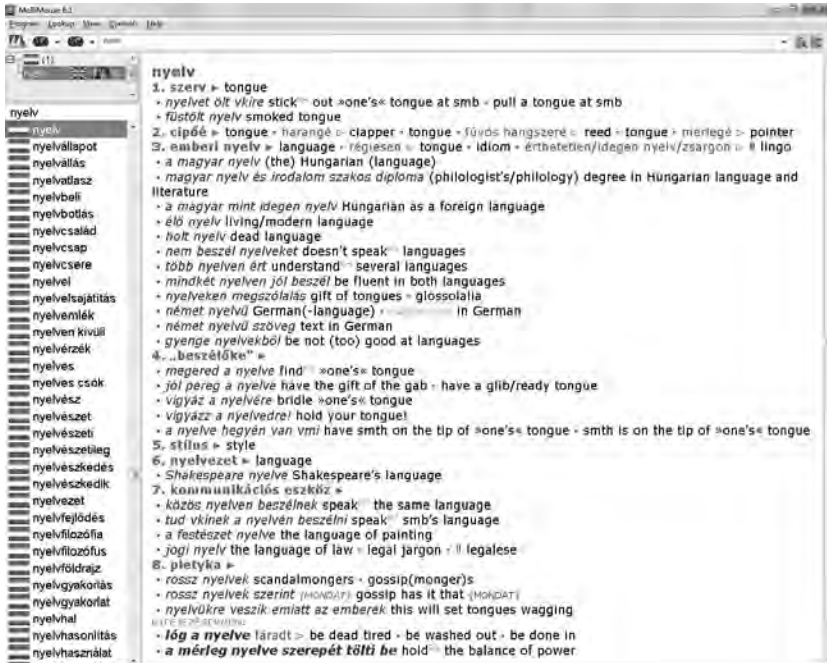 MoBiMouse 6.1
Program Lookup View Controls Help
(1)
nyelv
nyelv
nyelvállapot
nyelvállás
nyelvatlasz
nyelvbeli
nyelvbotlás
nyelvcsalád
nyelvcsap
nyelvcsere
nyelvel
nyelvelsajátítás
nyelvemlék
nyelven kívüli
nyelvérzék
nyelves
nyelves csók
nyelvész
nyelvészet
nyelvészeti
nyelvészetileg
nyelvészkedés
nyelvészkedik
nyelvezet
nyelvfejlődés
nyelvfilozófia
nyelvfilozófus
nyelvföldrajz
nyelvgyakorlás
nyelvgyakorlat
nyelvhal
nyelvhasonlítás
nyelvhasználat
nyelv
1. szerv ▹ tongue
• nyelvet ölt vkire stick out »one's« tongue at smb • pull a tongue at smb
• füstölt nyelv smoked tongue
2. cipőé ▹ tongue • harangé ▹ clapper • tongue • fúvós hangszeré ▹ reed • tongue • mérlegé ▹ pointer
3. emberi nyelv ▹ language • régiesen ▹ tongue • idiom • érthetetlen/idegen nyelv/zsargon ▹ lingo
• a magyar nyelv (the) Hungarian (language)
• magyar nyelv és irodalom szakos diploma (philologist's/philology) degree in Hungarian language and
literature
• a magyar mint idegen nyelv Hungarian as a foreign language
• élő nyelv living/modern language
• holt nyelv dead language
• nem beszél nyelveket doesn't speak languages
• több nyelven ért understand several languages
• mindkét nyelven jól beszél be fluent in both languages
• nyelveken megszólalás gift of tongues • glossolalia
• német nyelvű German(-language) • in German
• német nyelvű szöveg text in German
• gyenge nyelvekből be not (too) good at languages
4. „beszélőke" ▹
• megered a nyelve find »one's« tongue
• jól pereg a nyelve have the gift of the gab • have a glib/ready tongue
• vigyáz a nyelvére bridle »one's« tongue
• vigyázz a nyelvedre! hold your tongue!
• a nyelve hegyén van vmi have smth on the tip of »one's« tongue • smth is on the tip of »one's« tongue
5. stílus ▹ style
6. nyelvezet ▹ language
• Shakespeare nyelve Shakespeare's language
7. kommunikációs eszköz ▹
• közös nyelven beszélnek speak the same language
• tud vkinek a nyelvén beszélni speak smb's language
• a festészet nyelve the language of painting
• jogi nyelv the language of law • legal jargon • legalese
8. pletyka ▹
• rossz nyelvek scandalmongers • gossip(monger)s
• rossz nyelvek szerint (MONDAT) gossip has it that (MONDAT)
• nyelvükre veszik emiatt az emberek this will set tongues wagging
• lóg a nyelve fáradt ▹ be dead tired • be washed out • be done in
• a mérleg nyelve szerepét tölti be hold the balance of power